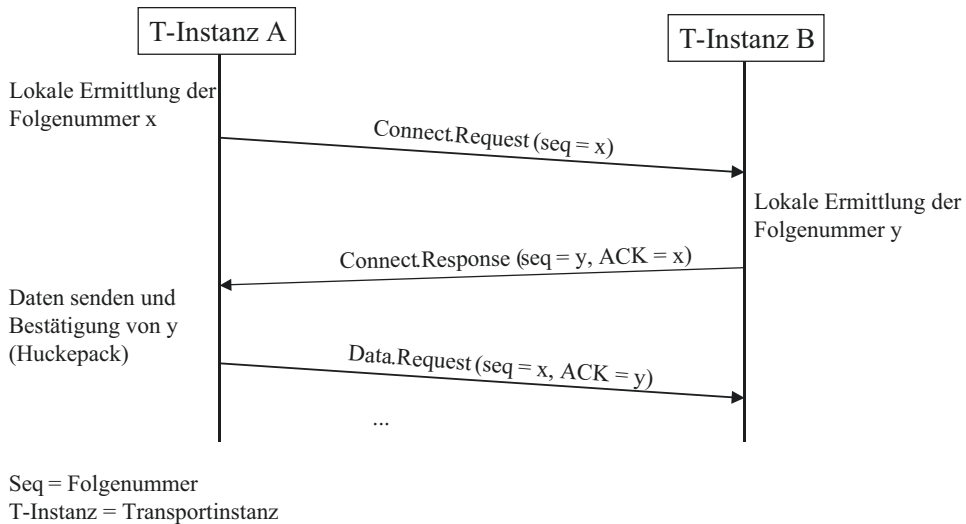 T-Instanz A
T-Instanz B
Lokale Ermittlung der
Folgenummer x
Connect.Request (seq = x)
Lokale Ermittlung der
Folgenummer y
Connect.Response (seq = y, ACK = x)
Daten senden und
Bestätigung von y
(Huckepack)
Data.Request (seq = x, ACK = y)
...
Seq = Folgenummer
T-Instanz = Transportinstanz